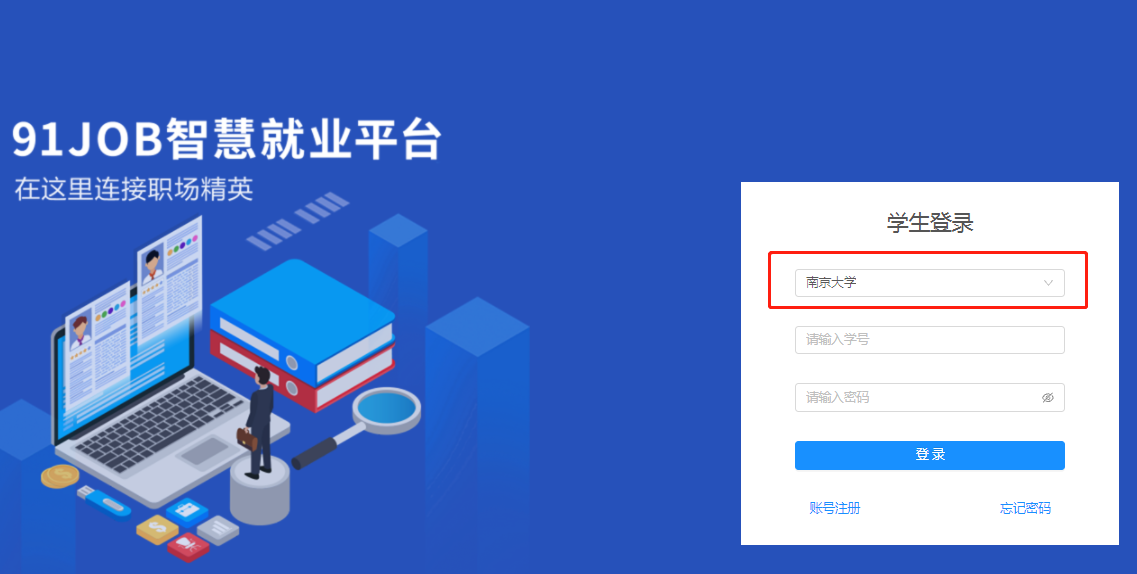 91JOB智慧就业平台
在这里连接职场精英
学生登录
南京大学
请输入学号
请输入密码
登 录
账号注册
忘记密码